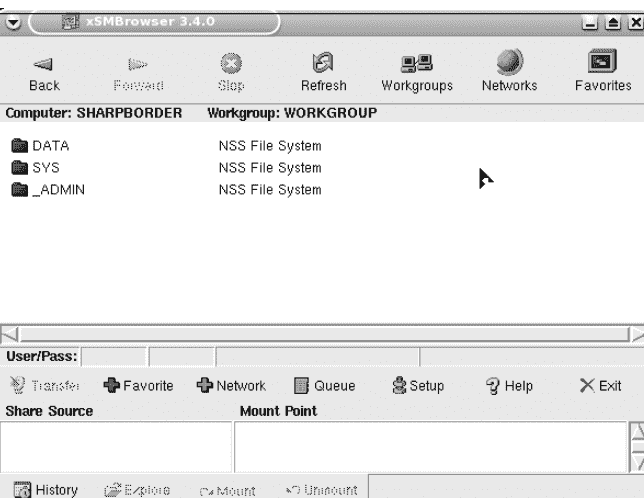 xSMBrowser 3.4.0
Back Forward Stop Refresh Workgroups Networks Favorites
Computer: SHARPBORDER Workgroup: WORKGROUP
DATA NSS File System
SYS NSS File System
_ADMIN NSS File System
User/Pass:
Transfer Favorite Network Queue Setup Help Exit
Share Source Mount Point
History Explore Mount Unmount